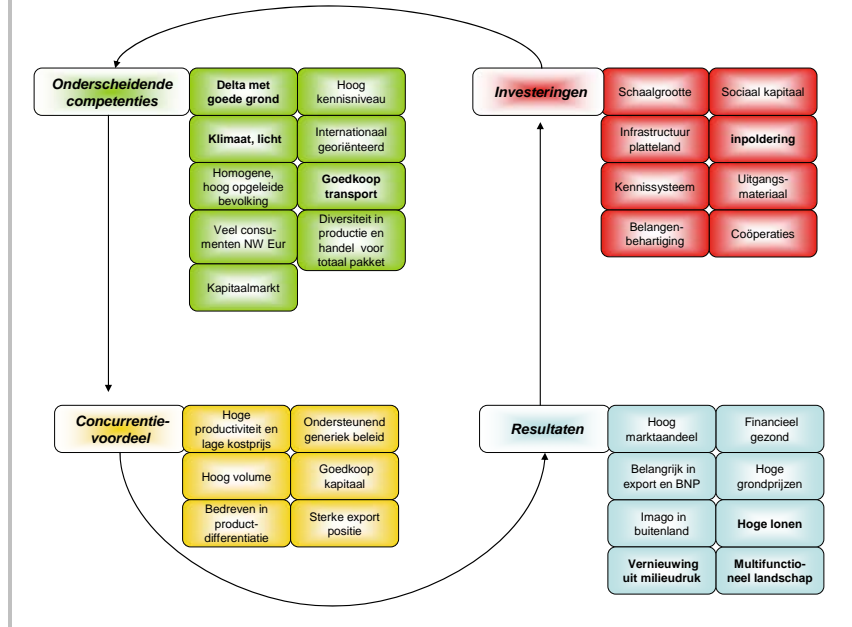 Onderscheidende
competenties
Delta met
goede grond
Hoog
kennisniveau
Klimaat, licht
Internationaal
georiënteerd
Homogene,
hoog opgeleide
bevolking
Goedkoop
transport
Veel consu-
menten NW Eur
Diversiteit in
productie en
handel voor
totaal pakket
Kapitaalmarkt
Investeringen
Schaalgrootte
Sociaal kapitaal
Infrastructuur
platteland
inpoldering
Kennissysteem
Uitgangs-
materiaal
Belangen-
behartiging
Coöperaties
Concurrentie-
voordeel
Hoge
productiviteit en
lage kostprijs
Ondersteunend
generiek beleid
Hoog volume
Goedkoop
kapitaal
Bedreven in
product-
differentiatie
Sterke export
positie
Resultaten
Hoog
marktaandeel
Financieel
gezond
Belangrijk in
export en BNP
Hoge
grondprijzen
Imago in
buitenland
Hoge lonen
Vernieuwing
uit milieudruk
Multifunctio-
neel landschap